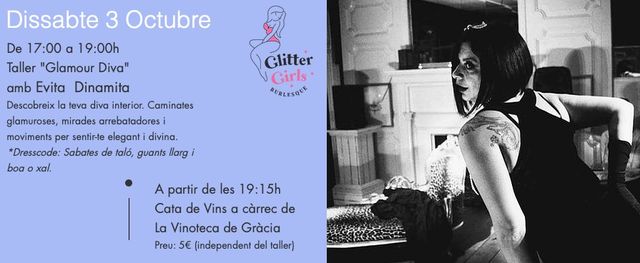 Dissabte 3 Octubre
De 17:00 a 19:00h
Taller "Glamour Diva"
amb Evita Dinamita
Descobreix la teva diva interior. Caminates
glamuroses, mirades arrebatadores i
moviments per sentir-te elegant i divina.
*Dresscode: Sabates de taló, guants llarg i
boa o xal.
Glitter
Girls
BURLESQUE
A partir de les 19:15h
Cata de Vins a càrrec de
La Vinoteca de Gràcia
Preu: 5€ (independent del taller)